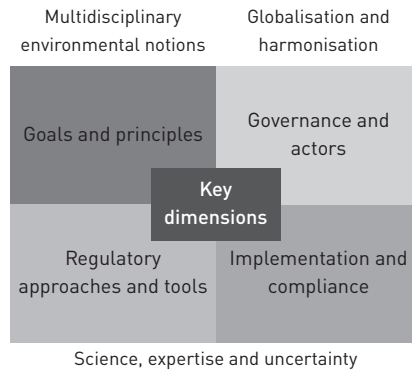 Multidisciplinary
environmental notions
Globalisation and
harmonisation
Goals and principles
Governance and
actors
Key
dimensions
Regulatory
approaches and tools
Implementation and
compliance
Science, expertise and uncertainty